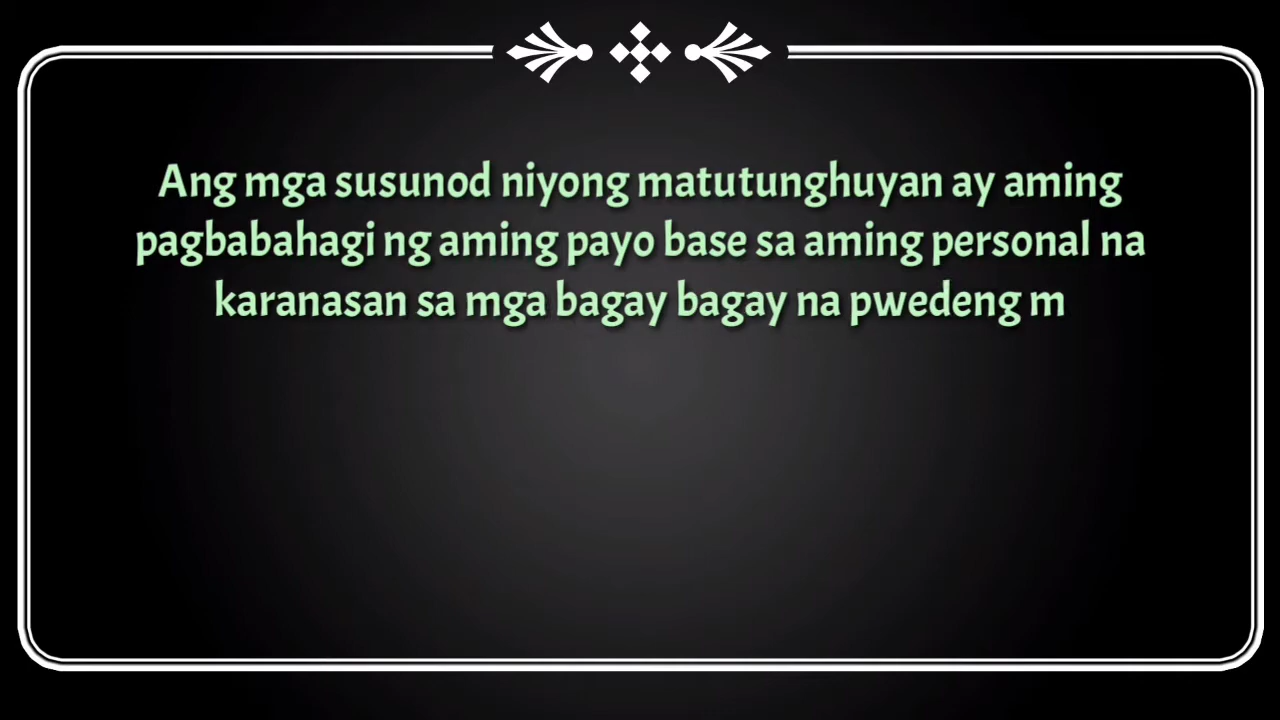 Ang mga susunod niyong matutunghuyan ay aming
pagbabahagi ng aming payo base sa aming personal na
karanasan sa mga bagay bagay na pwedeng m